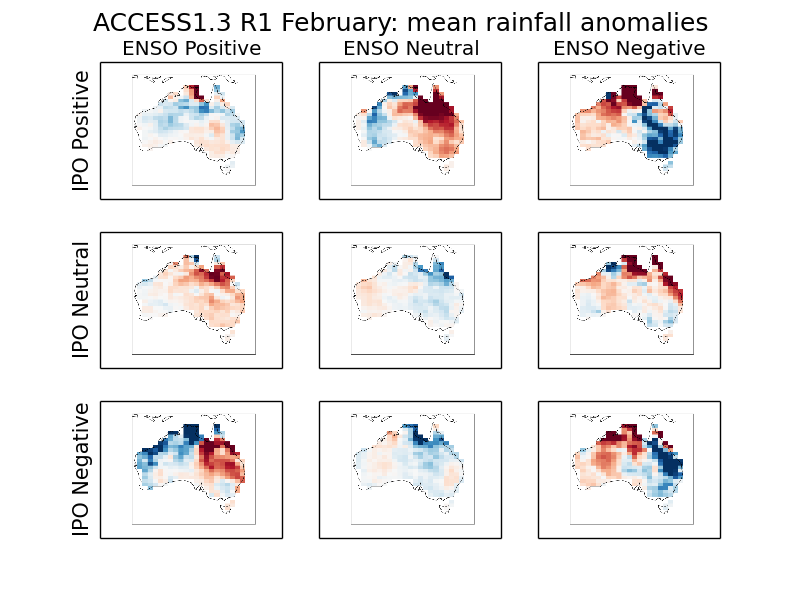 ACCESS1.3 R1 February: mean rainfall anomalies
ENSO Positive
ENSO Neutral
ENSO Negative
IPO Positive
IPO Neutral
IPO Negative